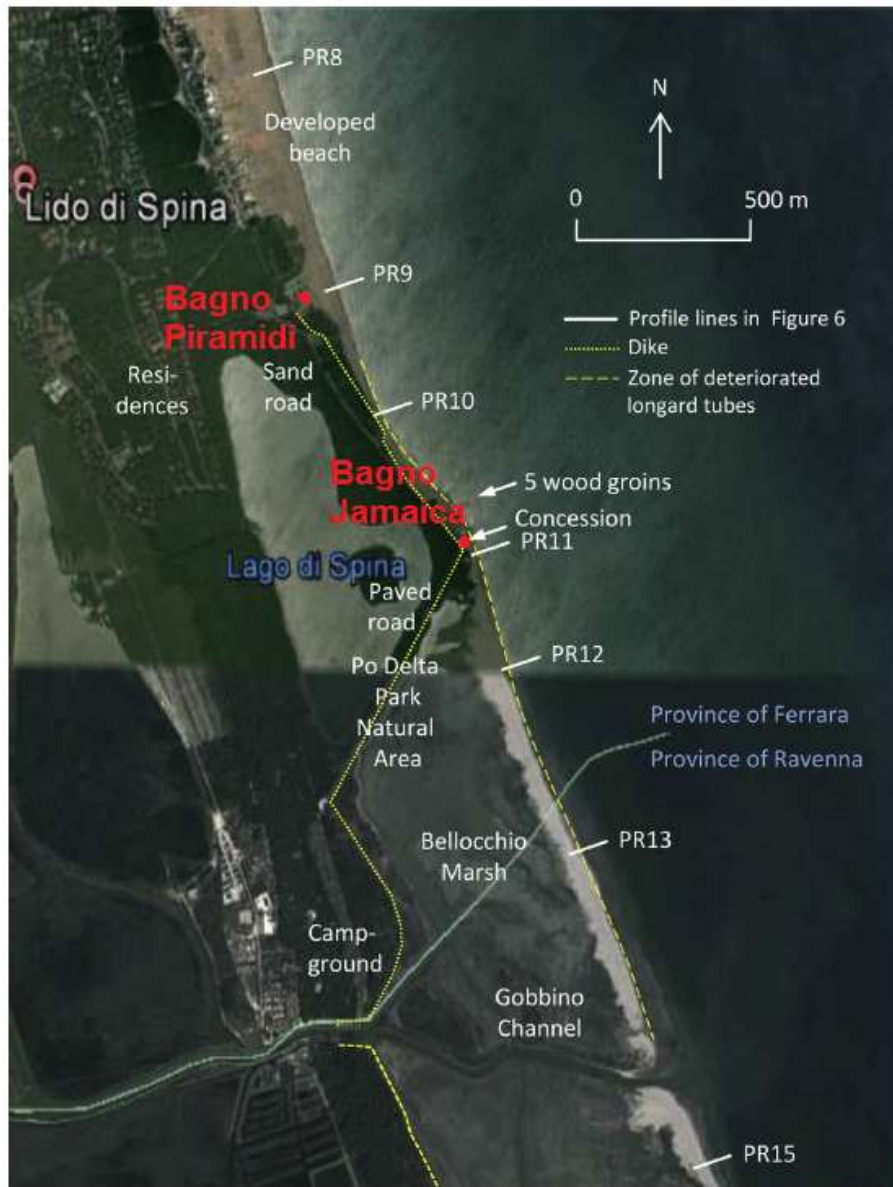 PR8
Developed
beach
N
0 500 m
Lido di Spina
PR9
Bagno
Piramidi
Profile lines in Figure 6
Dike
Zone of deteriorated
longard tubes
Resi-
dences
Sand
road
PR10
Bagno
Jamaica
5 wood groins
Concession
PR11
Lago di Spina
Paved
road
PR12
Po Delta
Park
Natural
Area
Province of Ferrara
Province of Ravenna
Bellocchio
Marsh
PR13
Camp-
ground
Gobbino
Channel
PR15